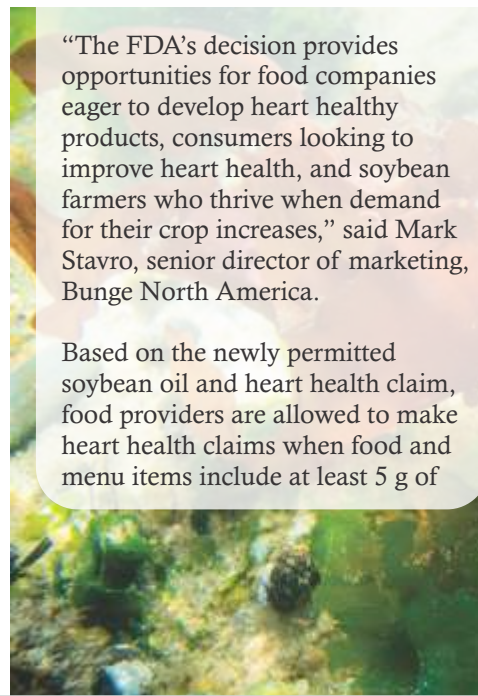 “The FDA’s decision provides
opportunities for food companies
eager to develop heart healthy
products, consumers looking to
improve heart health, and soybean
farmers who thrive when demand
for their crop increases,” said Mark
Stavro, senior director of marketing,
Bunge North America.
Based on the newly permitted
soybean oil and heart health claim,
food providers are allowed to make
heart health claims when food and
menu items include at least 5 g of